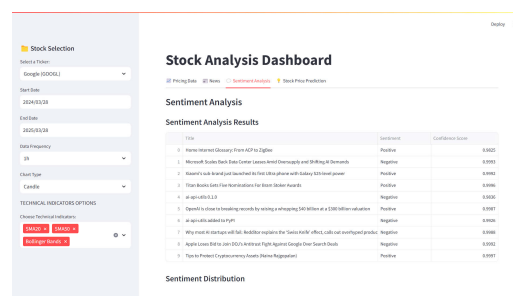 Deploy
Stock Selection
Select a Ticker:
Google (GOOGL)
Start Date
2024/03/28
End Date
2025/03/28
Data Frequency
1h
Chart Type
Candle
TECHNICAL INDICATORS OPTIONS
Choose Technical Indicators:
SMA20 × SMA50 ×
Bollinger Bands ×
Stock Analysis Dashboard
Pricing Data News Sentiment Analysis Stock Price Prediction
Sentiment Analysis
Sentiment Analysis Results
Title Sentiment Confidence Score
0 Home Internet Glossary: From ACP to ZigBee Positive 0.9825
1 Microsoft Scales Back Data Center Leases Amid Oversupply and Shifting AI Demands Negative 0.9993
2 Xiaomi's sub-brand just launched its first Ultra phone with Galaxy S25-level power Positive 0.9992
3 Titan Books Gets Five Nominations For Bram Stoker Awards Positive 0.9996
4 ai-api-utils 0.1.0 Negative 0.9836
5 OpenAI is close to breaking records by raising a whopping $40 billion at a $300 billion valuation Positive 0.9987
6 ai-api-utils added to PyPI Negative 0.9926
7 Why most AI startups will fail: Redditor explains the 'Swiss Knife' effect, calls out overhyped produc Negative 0.9988
8 Apple Loses Bid to Join DOJ's Antitrust Fight Against Google Over Search Deals Negative 0.9992
9 Tips to Protect Cryptocurrency Assets (Naina Rajgopalan) Positive 0.9997
Sentiment Distribution